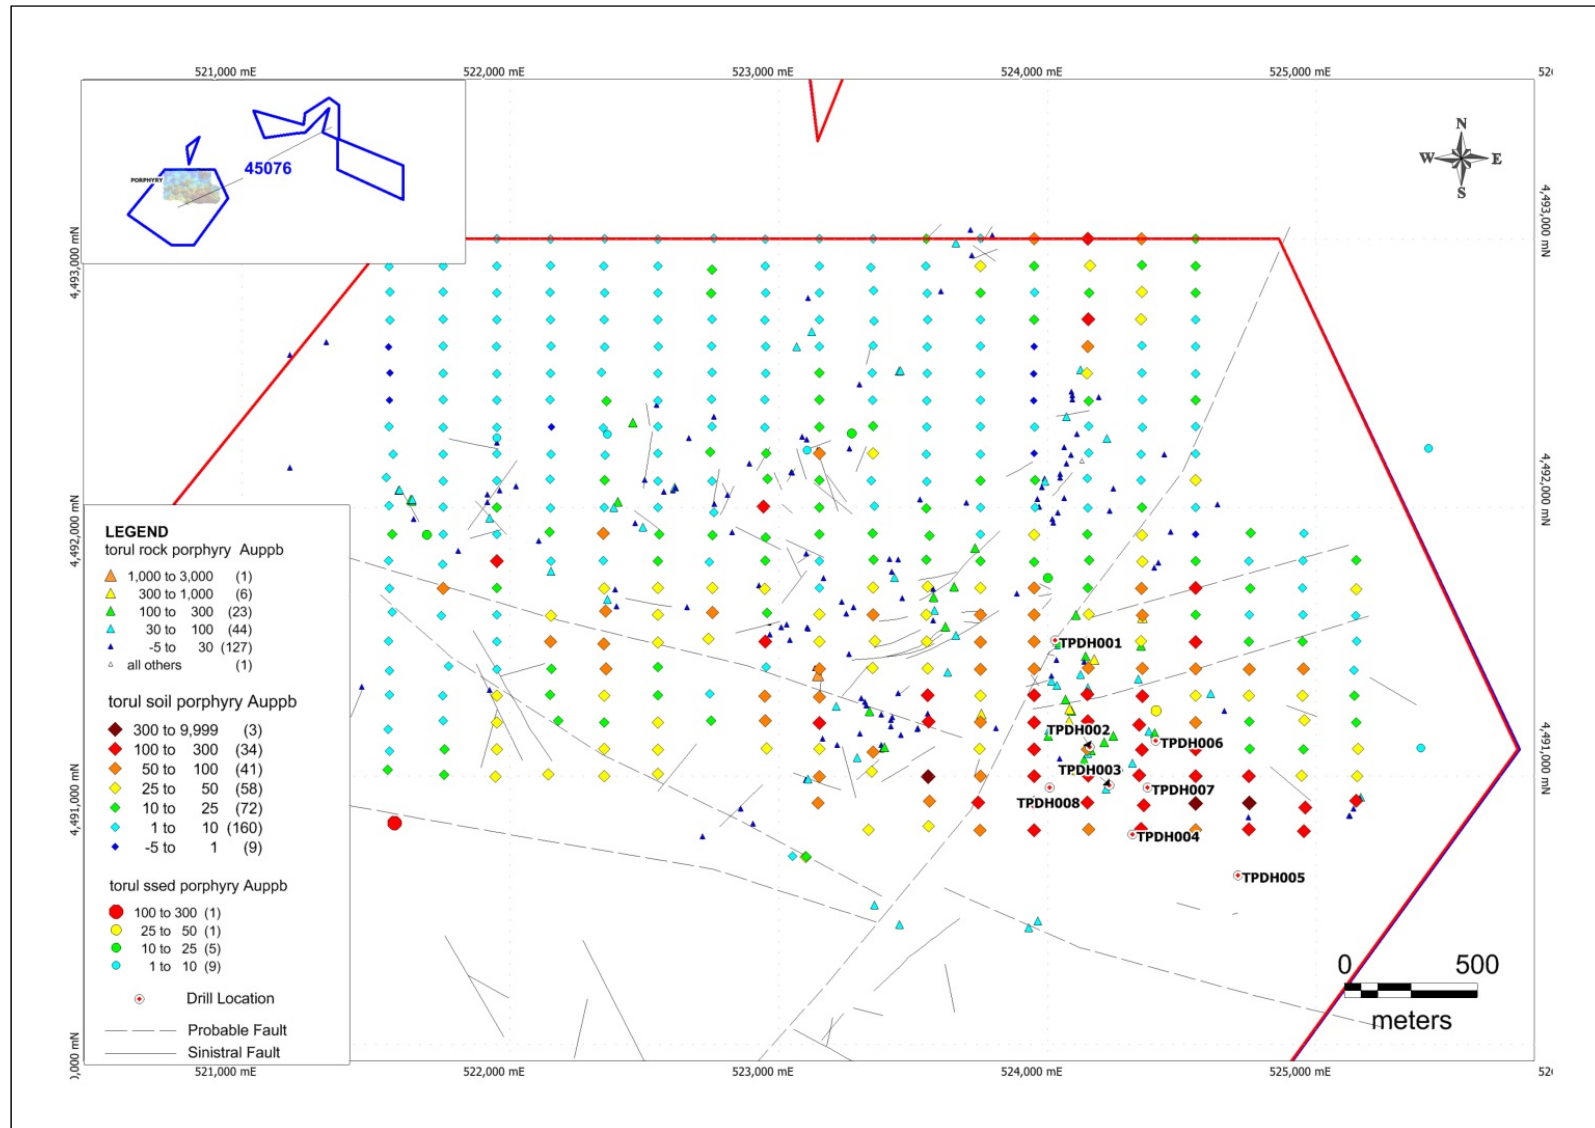 521,000 mE 522,000 mE 523,000 mE 524,000 mE 525,000 mE 52
45076
PORPHYRY
N
W E
S
4,493,000 mN
4,493,000 mN
4,492,000 mN
4,492,000 mN
4,491,000 mN
4,491,000 mN
),000 mN
),000 mN
LEGEND
torul rock porphyry Auppb
1,000 to 3,000 (1)
300 to 1,000 (6)
100 to 300 (23)
30 to 100 (44)
-5 to 30 (127)
all others (1)
torul soil porphyry Auppb
300 to 9,999 (3)
100 to 300 (34)
50 to 100 (41)
25 to 50 (58)
10 to 25 (72)
1 to 10 (160)
-5 to 1 (9)
torul ssed porphyry Auppb
100 to 300 (1)
25 to 50 (1)
10 to 25 (5)
1 to 10 (9)
Drill Location
Probable Fault
Sinistral Fault
TPDH001
TPDH002
TPDH006
TPDH003
TPDH007
TPDH008
TPDH004
TPDH005
0 500
meters
521,000 mE 522,000 mE 523,000 mE 524,000 mE 525,000 mE 52